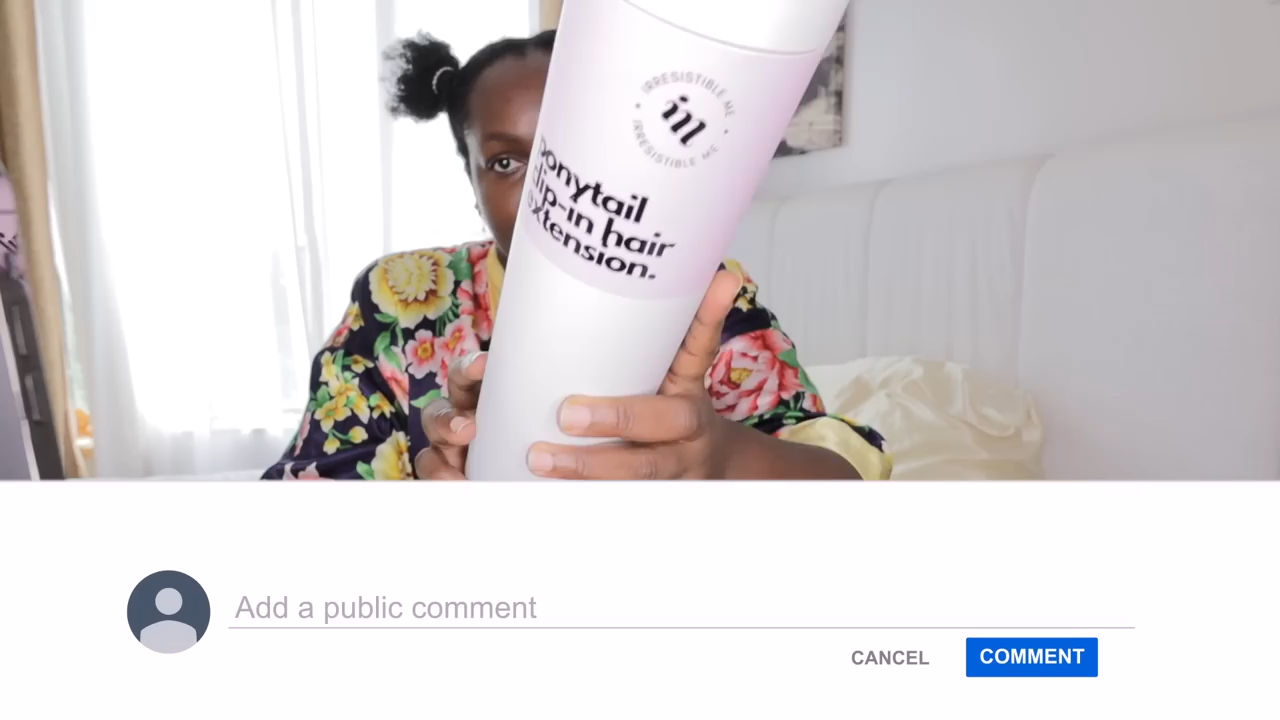 IRRESISTIBLE ME
im
IRRESISTIBLE ME
ponytail
clip-in hair
extension.
Add a public comment
CANCEL
COMMENT